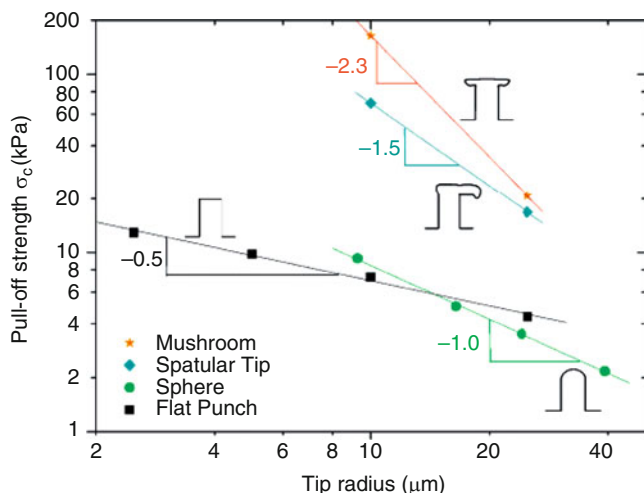 200
100
80
60
40
20
10
8
6
4
2
1
Pull-off strength σc(kPa)
−2.3
−1.5
−0.5
−1.0
Mushroom
Spatular Tip
Sphere
Flat Punch
2 4 6 8 10 20 40
Tip radius (μm)